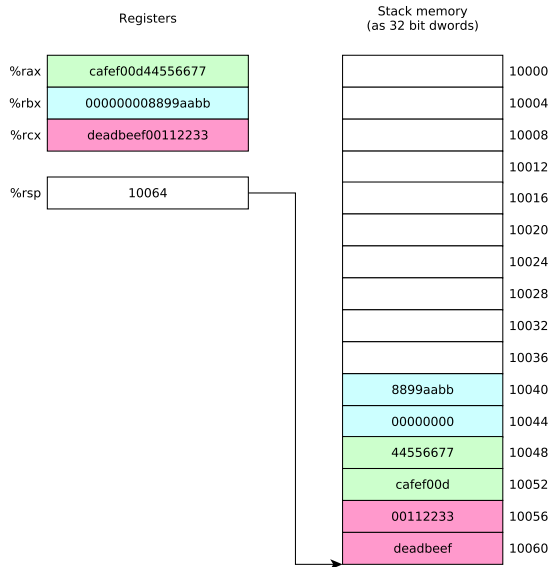 Registers
Stack memory
(as 32 bit dwords)
%rax cafef00d44556677
%rbx 000000008899aabb
%rcx deadbeef00112233
%rsp 10064
10000
10004
10008
10012
10016
10020
10024
10028
10032
10036
8899aabb 10040
00000000 10044
44556677 10048
cafef00d 10052
00112233 10056
deadbeef 10060